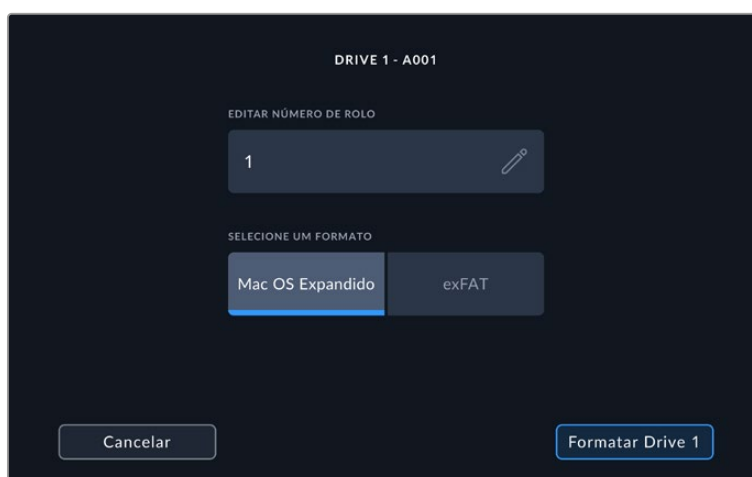 DRIVE 1 - A001
EDITAR NÚMERO DE ROLO
1
SELECIONE UM FORMATO
Mac OS Expandido
exFAT
Cancelar
Formatar Drive 1